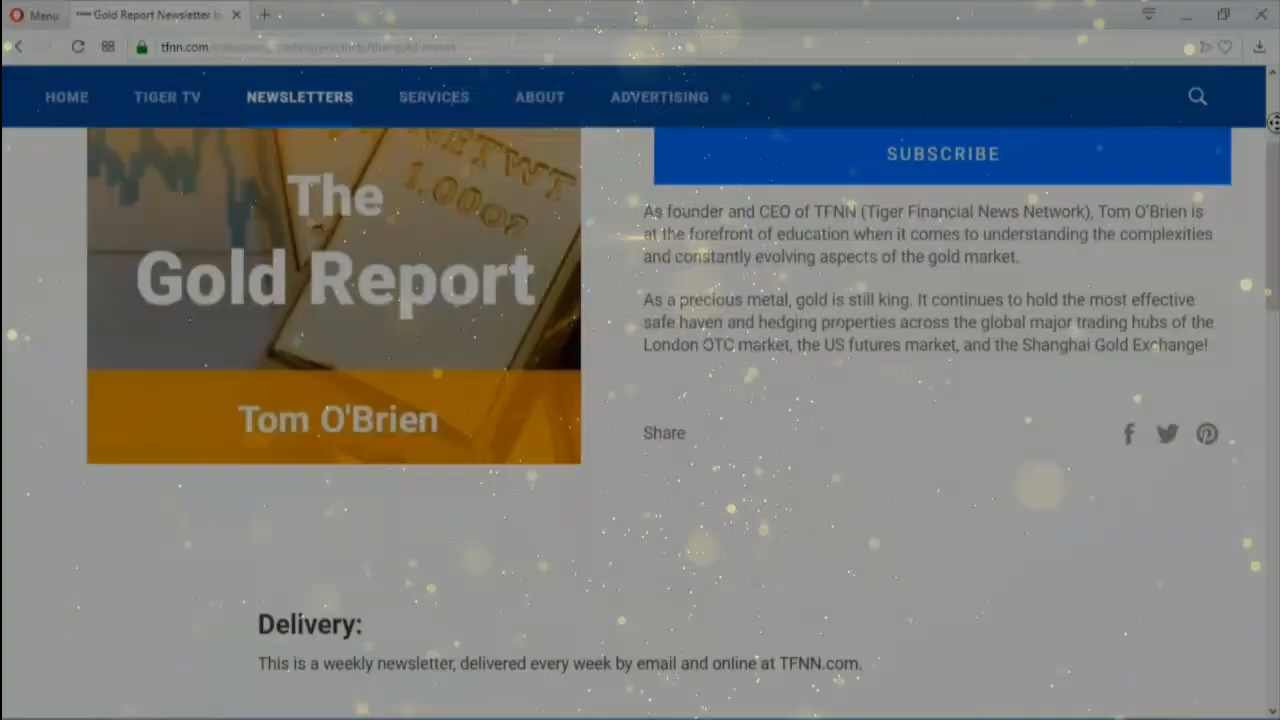 Menu
Gold Report Newsletter b
tfnn.com
HOME TIGER TV NEWSLETTERS SERVICES ABOUT ADVERTISING
NETWT
1.000Z
The
Gold Report
Tom O'Brien
SUBSCRIBE
As founder and CEO of TFNN (Tiger Financial News Network), Tom O'Brien is
at the forefront of education when it comes to understanding the complexities
and constantly evolving aspects of the gold market.
As a precious metal, gold is still king. It continues to hold the most effective
safe haven and hedging properties across the global major trading hubs of the
London OTC market, the US futures market, and the Shanghai Gold Exchange!
Share
Delivery:
This is a weekly newsletter, delivered every week by email and online at TFNN.com.